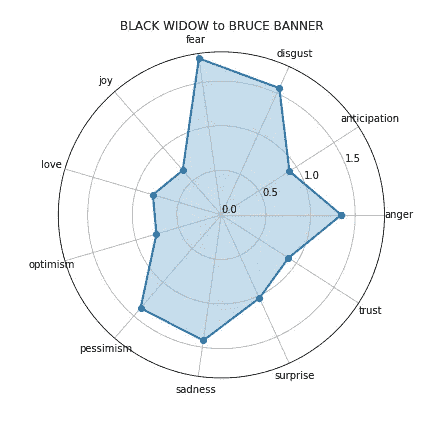 BLACK WIDOW to BRUCE BANNER
fear
disgust
joy
anticipation
1.5
love
1.0
0.5
0.0
anger
optimism
trust
pessimism
surprise
sadness